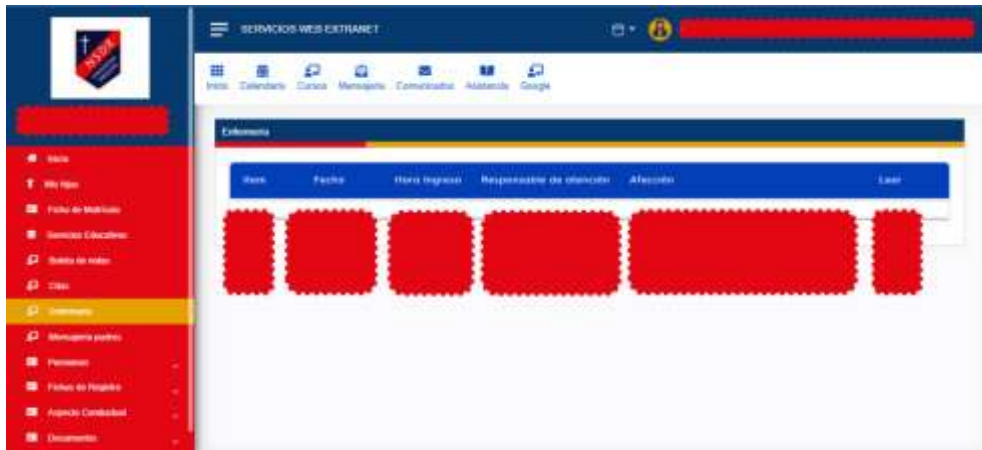 NSDR
SERVICIOS WEB EXTRANET
Inicio Calendario Cursos Mensajería Comunicados Asistencia Google
Enfermería
Item Fecha Hora Ingreso Responsable de atención Afección Leer
Inicio
Mis hijos
Ficha de Matrícula
Servicios Educativos
Boleta de notas
Citas
Enfermería
Mensajería padres
Pensiones
Fichas de Registro
Aspecto Conductual
Documentos